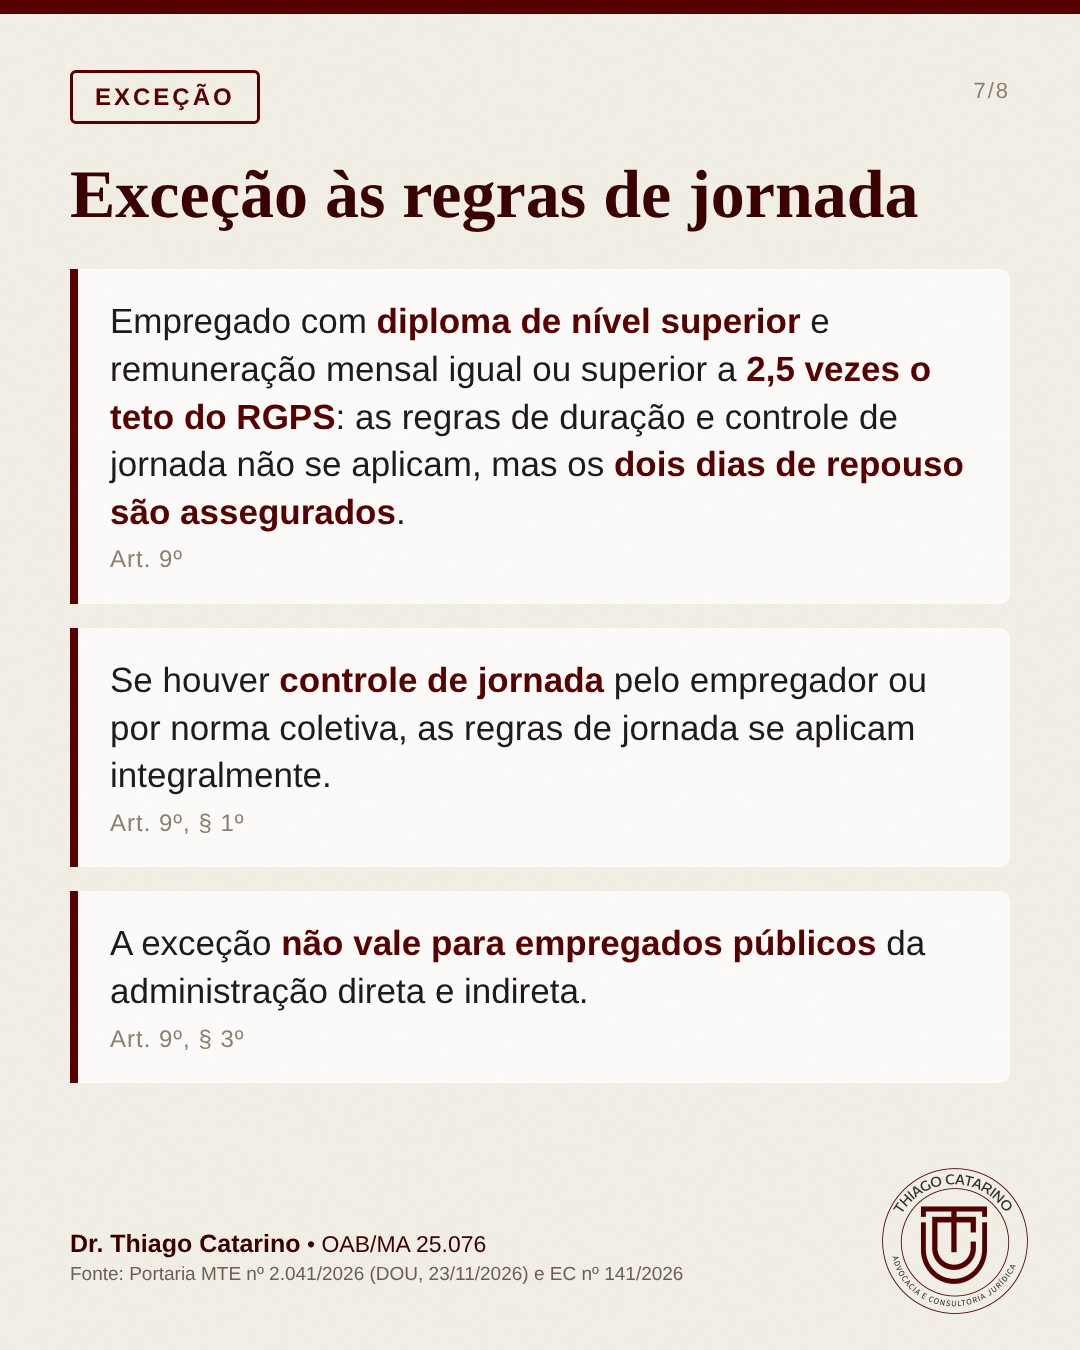 EXCEÇÃO
7/8
Exceção às regras de jornada
Empregado com diploma de nível superior e
remuneração mensal igual ou superior a 2,5 vezes o
teto do RGPS: as regras de duração e controle de
jornada não se aplicam, mas os dois dias de repouso
são assegurados.
Art. 9º
Se houver controle de jornada pelo empregador ou
por norma coletiva, as regras de jornada se aplicam
integralmente.
Art. 9º, § 1º
A exceção não vale para empregados públicos da
administração direta e indireta.
Art. 9º, § 3º
THIAGO CATARINO
ADVOCACIA E CONSULTORIA JURÍDICA
Dr. Thiago Catarino • OAB/MA 25.076
Fonte: Portaria MTE nº 2.041/2026 (DOU, 23/11/2026) e EC nº 141/2026